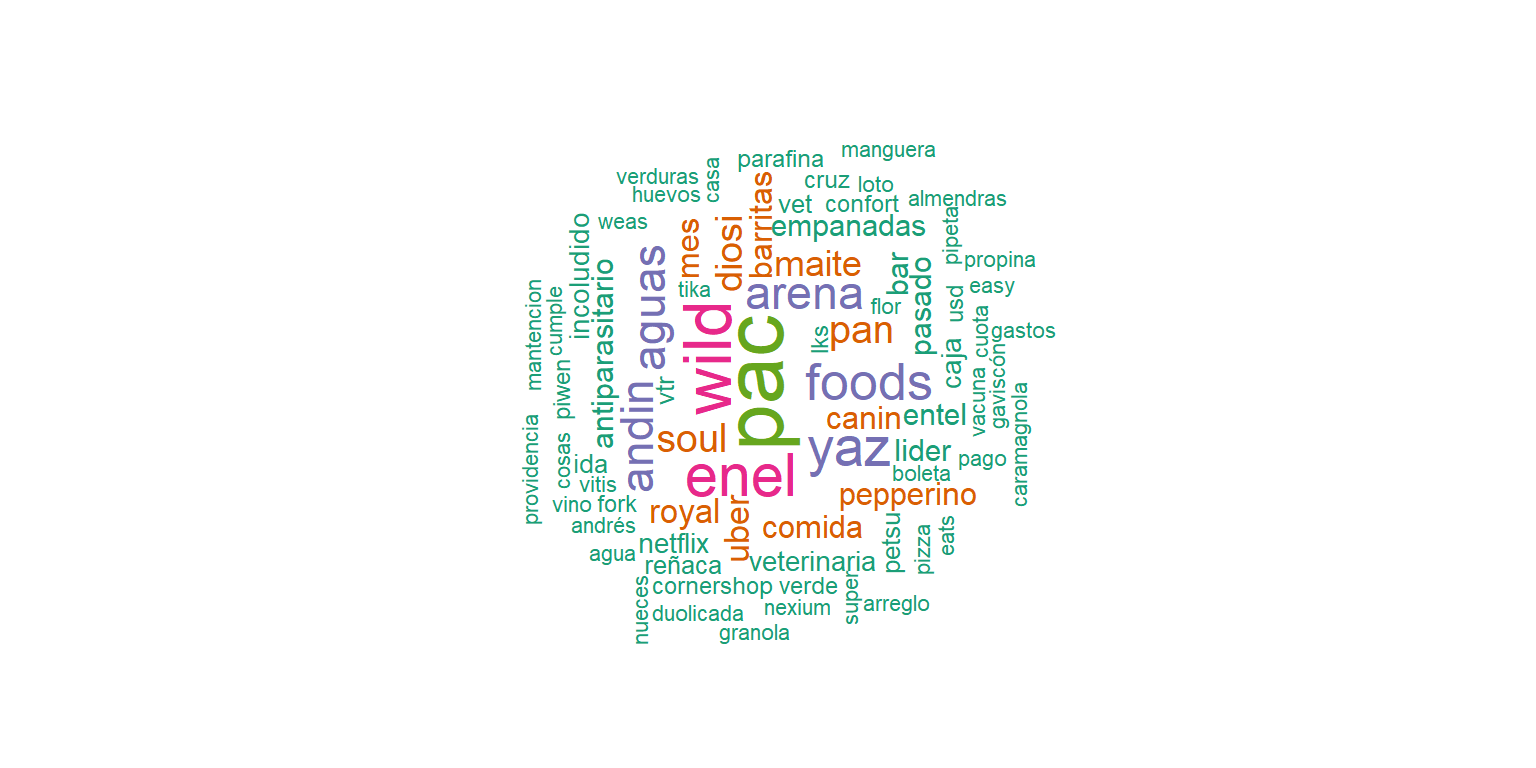 manguera
parafina
verduras
casa
cruz
loto
huevos
barritas
vet
confort
almendras
weas
incoludido
mes
diosi
empanadas
pipeta
aguas
antiparasitario
maite
bar
pasado
propina
mantencion
cumple
tika
arena
flor
usd
easy
wild
pac
lks
pan
caja
cuota
gastos
piwen
andin
vtr
foods
vacuna
gaviscón
caramagnola
providencia
cosas
soul
canin
entel
ida
yaz
lider
pago
vitis
enel
boleta
vino
fork
royal
uber
pepperino
andrés
comida
petsu
pizza
eats
agua
netflix
reñaca
veterinaria
nueces
cornershop
verde
super
duolicada
nexium
arreglo
granola